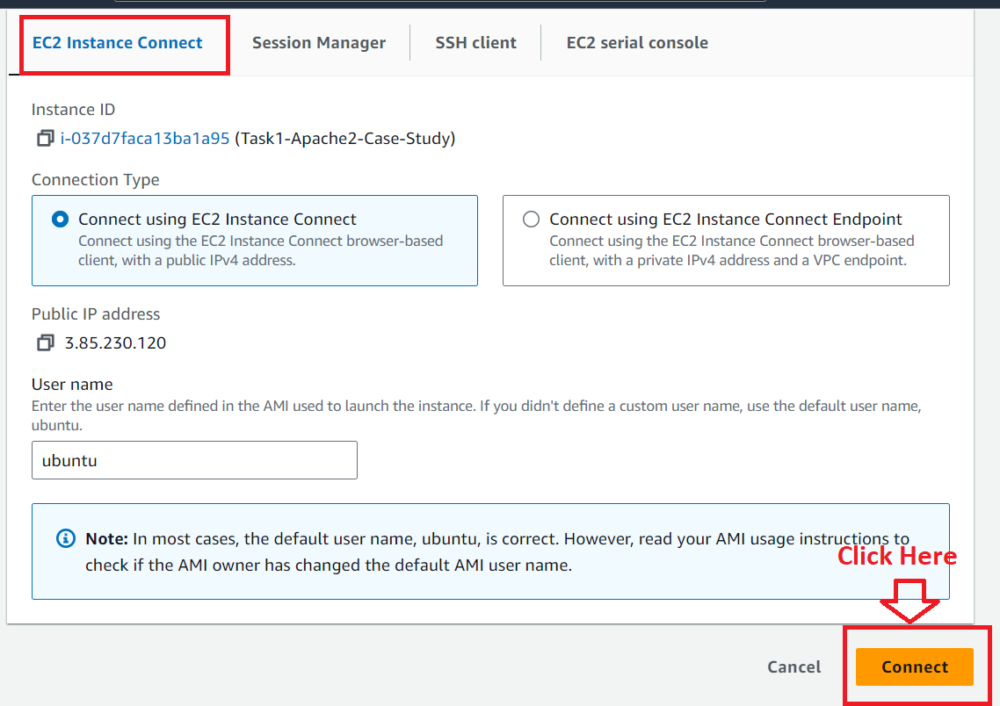 EC2 Instance Connect
Session Manager
SSH client
EC2 serial console
Instance ID
i-037d7faca13ba1a95 (Task1-Apache2-Case-Study)
Connection Type
Connect using EC2 Instance Connect
Connect using the EC2 Instance Connect browser-based
client, with a public IPv4 address.
Connect using EC2 Instance Connect Endpoint
Connect using the EC2 Instance Connect browser-based
client, with a private IPv4 address and a VPC endpoint.
Public IP address
3.85.230.120
User name
Enter the user name defined in the AMI used to launch the instance. If you didn't define a custom user name, use the default user name,
ubuntu.
ubuntu
Note: In most cases, the default user name, ubuntu, is correct. However, read your AMI usage instructions to
check if the AMI owner has changed the default AMI user name.
Click Here
Cancel
Connect